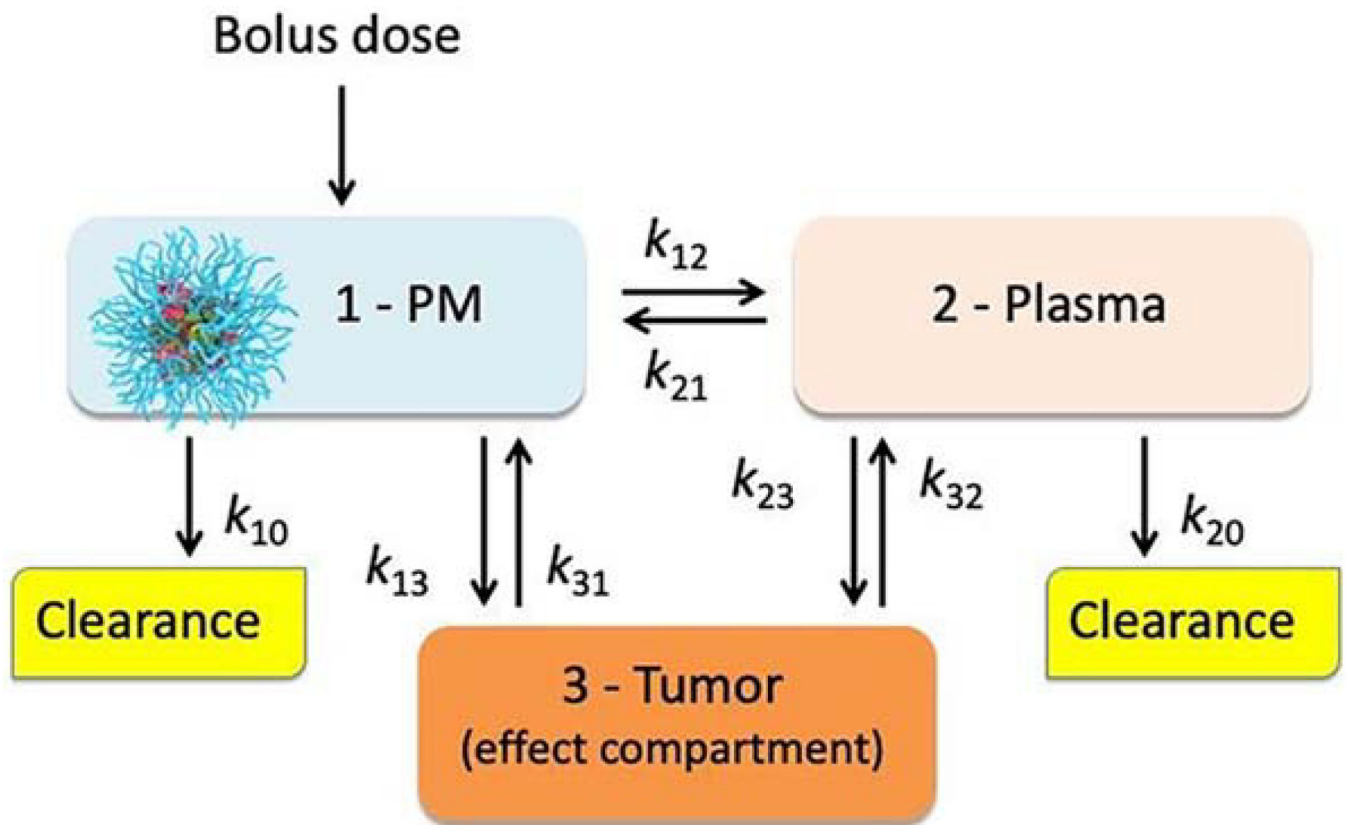 Bolus dose
1 - PM
k12
k21
2 - Plasma
k10
k13
k31
k23
k32
k20
Clearance
3 - Tumor
(effect compartment)
Clearance